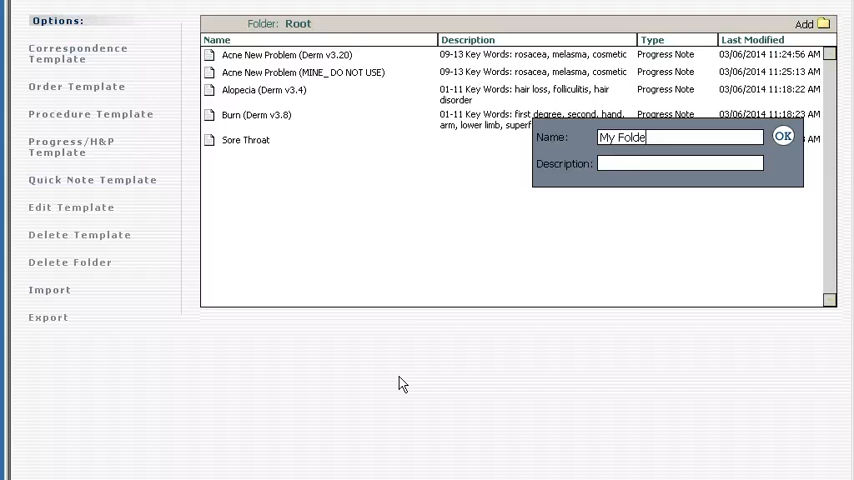 Options:
Folder: Root
Add
Name Description Type Last Modified
Correspondence
Template
Acne New Problem (Derm v3.20) 09-13 Key Words: rosacea, melasma, cosmetic Progress Note 03/06/2014 11:24:56 AM
Acne New Problem (MINE_ DO NOT USE) 09-13 Key Words: rosacea, melasma, cosmetic Progress Note 03/06/2014 11:25:13 AM
Order Template
Alopecia (Derm v3.4) 01-11 Key Words: hair loss, folliculitis, hair Progress Note 03/06/2014 11:18:22 AM
disorder
Procedure Template
Burn (Derm v3.8) 01-11 Key Words: first degree, second, hand, Progress Note 03/06/2014 11:18:23 AM
arm, lower limb,
Name: My Folde OK
Progress/H&P
Template
Sore Throat AM
Description:
Quick Note Template
Edit Template
Delete Template
Delete Folder
Import
Export